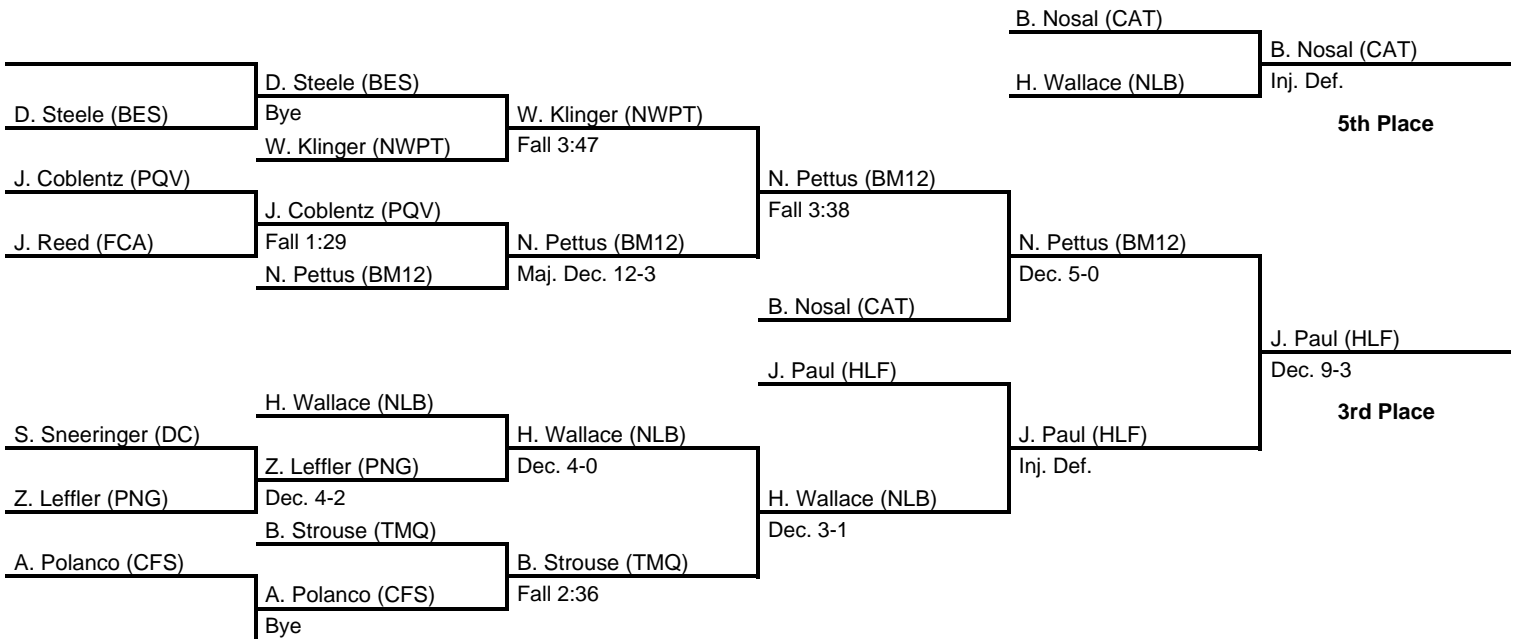 B. Nosal (CAT)
B. Nosal (CAT)
D. Steele (BES)
H. Wallace (NLB)
Inj. Def.
D. Steele (BES)
Bye
W. Klinger (NWPT)
5th Place
W. Klinger (NWPT)
Fall 3:47
J. Coblentz (PQV)
N. Pettus (BM12)
J. Coblentz (PQV)
Fall 3:38
J. Reed (FCA)
Fall 1:29
N. Pettus (BM12)
N. Pettus (BM12)
N. Pettus (BM12)
Maj. Dec. 12-3
Dec. 5-0
B. Nosal (CAT)
J. Paul (HLF)
J. Paul (HLF)
Dec. 9-3
H. Wallace (NLB)
3rd Place
S. Sneeringer (DC)
H. Wallace (NLB)
J. Paul (HLF)
Z. Leffler (PNG)
Dec. 4-0
Inj. Def.
Z. Leffler (PNG)
Dec. 4-2
H. Wallace (NLB)
B. Strouse (TMQ)
Dec. 3-1
A. Polanco (CFS)
B. Strouse (TMQ)
A. Polanco (CFS)
Fall 2:36
Bye